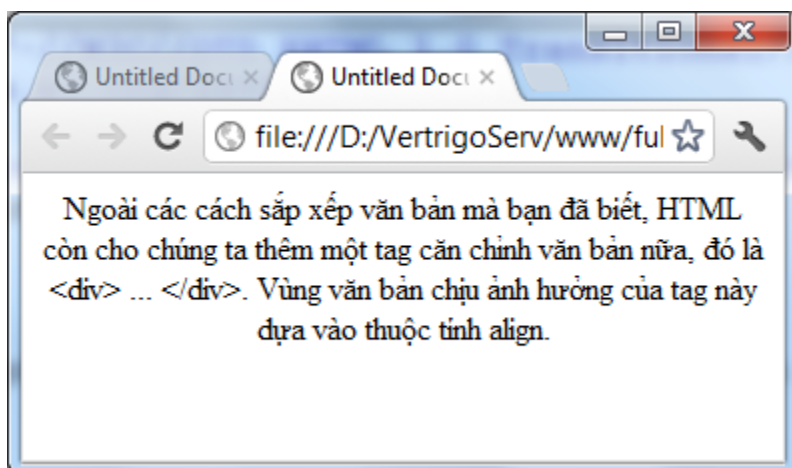 Untitled Docu
Untitled Docu
file:///D:/VertrigoServ/www/ful
Ngoài các cách sắp xếp văn bản mà bạn đã biết, HTML
còn cho chúng ta thêm một tag căn chỉnh văn bản nữa, đó là
<div> ... </div>. Vùng văn bản chịu ảnh hưởng của tag này
dựa vào thuộc tính align.